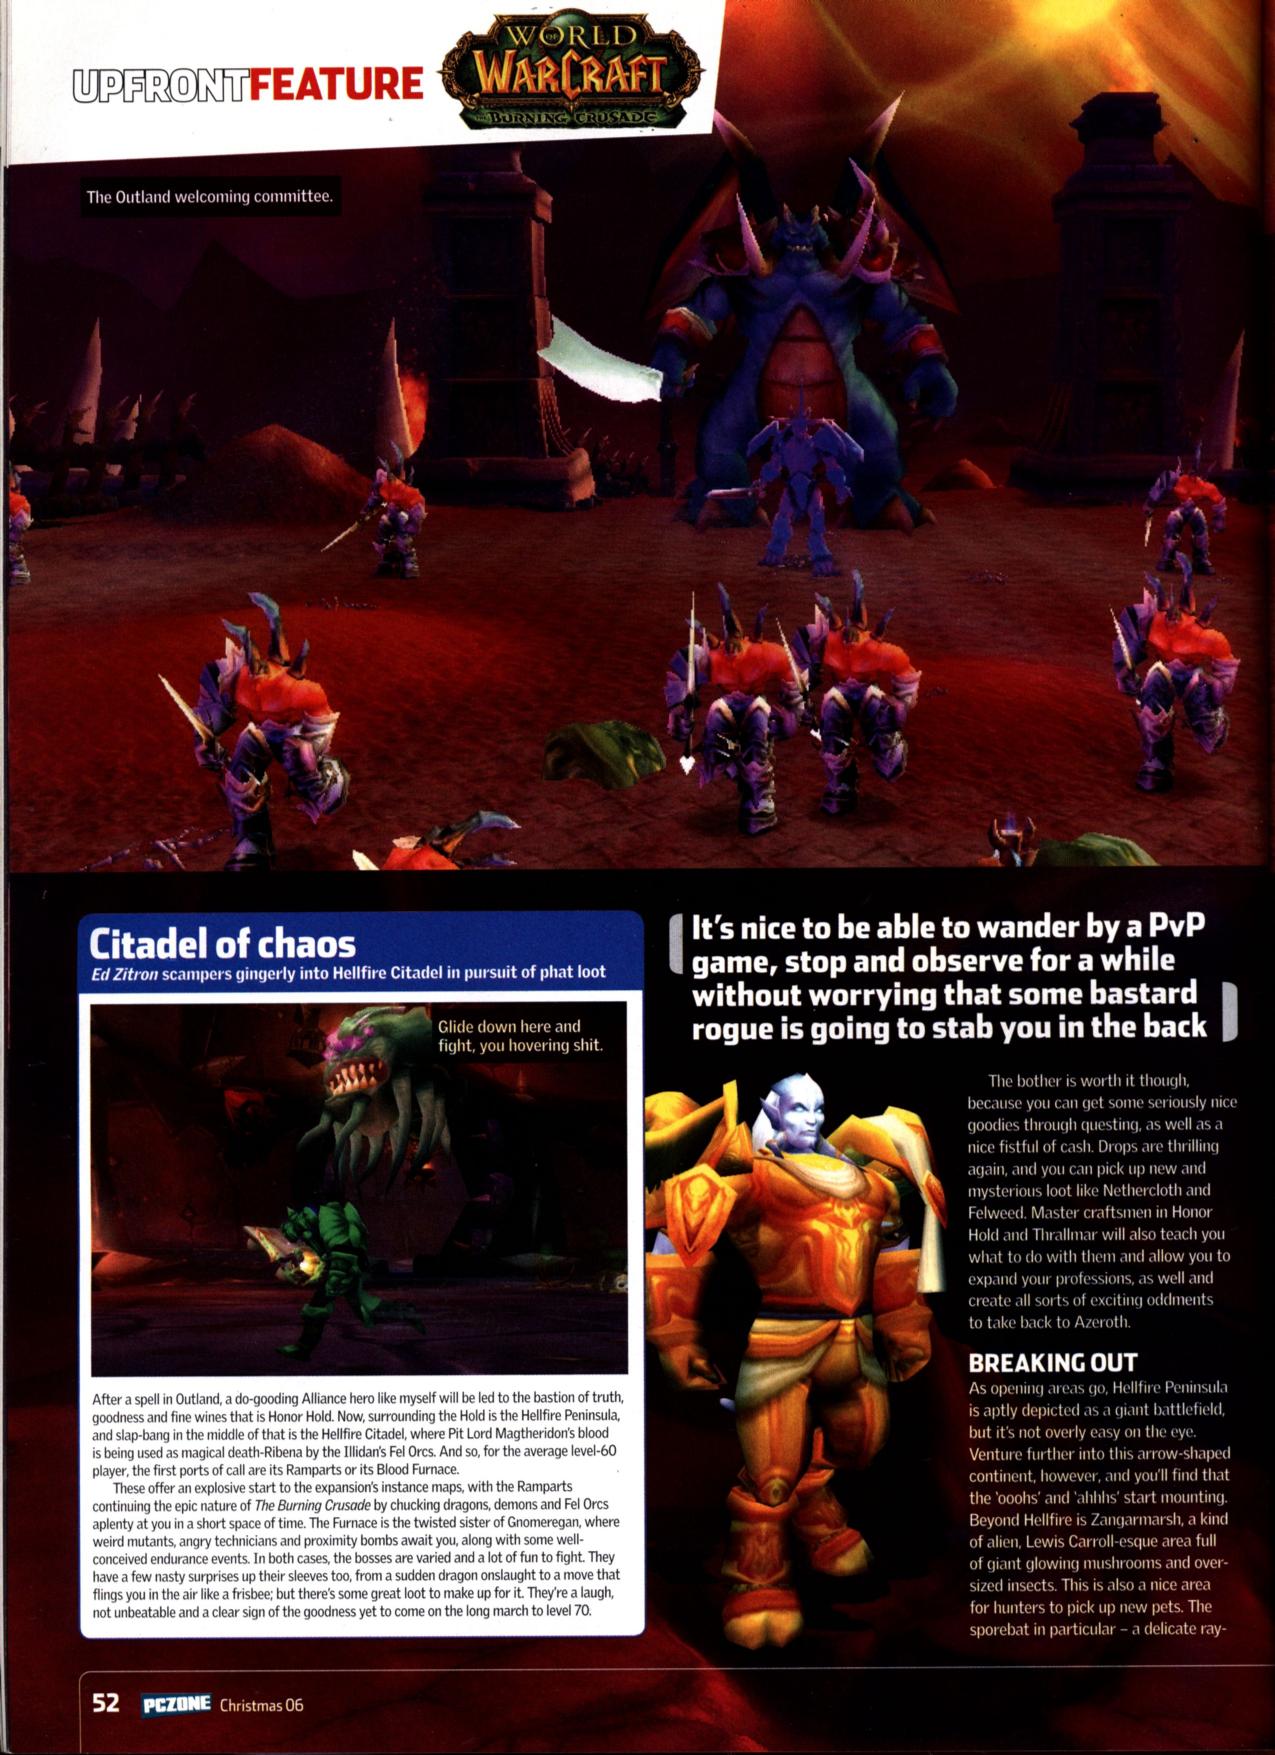 UPFRONTFEATURE
WORLD
OF
WARCRAFT
THE BURNING CRUSADE
The Outland welcoming committee.
Citadel of chaos
Ed Zitron scampers gingerly into Hellfire Citadel in pursuit of phat loot
Glide down here and
fight, you hovering shit.
After a spell in Outland, a do-gooding Alliance hero like myself will be led to the bastion of truth,
goodness and fine wines that is Honor Hold. Now, surrounding the Hold is the Hellfire Peninsula,
and slap-bang in the middle of that is the Hellfire Citadel, where Pit Lord Magtheridon's blood
is being used as magical death-Ribena by the Illidan's Fel Orcs. And so, for the average level-60
player, the first ports of call are its Ramparts or its Blood Furnace.
These offer an explosive start to the expansion's instance maps, with the Ramparts
continuing the epic nature of The Burning Crusade by chucking dragons, demons and Fel Orcs
aplenty at you in a short space of time. The Furnace is the twisted sister of Gnomeregan, where
weird mutants, angry technicians and proximity bombs await you, along with some well-
conceived endurance events. In both cases, the bosses are varied and a lot of fun to fight. They
have a few nasty surprises up their sleeves too, from a sudden dragon onslaught to a move that
flings you in the air like a frisbee; but there's some great loot to make up for it. They're a laugh,
not unbeatable and a clear sign of the goodness yet to come on the long march to level 70.
It's nice to be able to wander by a PvP
game, stop and observe for a while
without worrying that some bastard
rogue is going to stab you in the back
The bother is worth it though,
because you can get some seriously nice
goodies through questing, as well as a
nice fistful of cash. Drops are thrilling
again, and you can pick up new and
mysterious loot like Nethercloth and
Felweed. Master craftsmen in Honor
Hold and Thrallmar will also teach you
what to do with them and allow you to
expand your professions, as well and
create all sorts of exciting oddments
to take back to Azeroth.
BREAKING OUT
As opening areas go, Hellfire Peninsula
is aptly depicted as a giant battlefield,
but it's not overly easy on the eye.
Venture further into this arrow-shaped
continent, however, and you'll find that
the 'ooohs' and 'ahhhs' start mounting.
Beyond Hellfire is Zangarmarsh, a kind
of alien, Lewis Carroll-esque area full
of giant glowing mushrooms and over-
sized insects. This is also a nice area
for hunters to pick up new pets. The
sporebat in particular – a delicate ray-
52 PCZONE Christmas 06